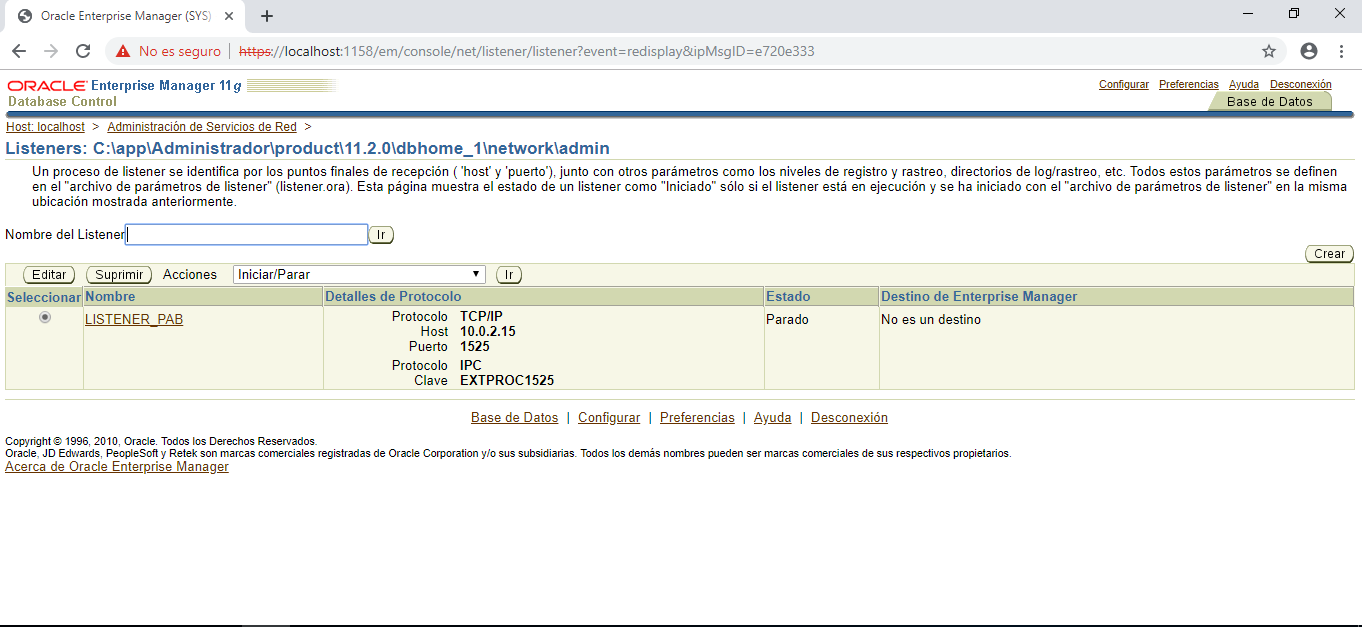 Oracle Enterprise Manager (SYS)
No es seguro | https://localhost:1158/em/console/net/listener/listener?event=redisplay&ipMsgID=e720e333
ORACLE Enterprise Manager 11g
Database Control
Configurar Preferencias Ayuda Desconexión
Base de Datos
Host: localhost > Administración de Servicios de Red >
Listeners: C:\app\Administrador\product\11.2.0\dbhome_1\network\admin
Un proceso de listener se identifica por los puntos finales de recepción ( 'host' y 'puerto'), junto con otros parámetros como los niveles de registro y rastreo, directorios de log/rastreo, etc. Todos estos parámetros se definen
en el "archivo de parámetros de listener" (listener.ora). Esta página muestra el estado de un listener como "Iniciado" sólo si el listener está en ejecución y se ha iniciado con el "archivo de parámetros de listener" en la misma
ubicación mostrada anteriormente.
Nombre del Listener Ir
Crear
Editar Suprimir Acciones Iniciar/Parar Ir
Seleccionar Nombre Detalles de Protocolo Estado Destino de Enterprise Manager
LISTENER_PAB Protocolo TCP/IP Parado No es un destino
Host 10.0.2.15
Puerto 1525
Protocolo IPC
Clave EXTPROC1525
Base de Datos | Configurar | Preferencias | Ayuda | Desconexión
Copyright © 1996, 2010, Oracle. Todos los Derechos Reservados.
Oracle, JD Edwards, PeopleSoft y Retek son marcas comerciales registradas de Oracle Corporation y/o sus subsidiarias. Todos los demás nombres pueden ser marcas comerciales de sus respectivos propietarios.
Acerca de Oracle Enterprise Manager